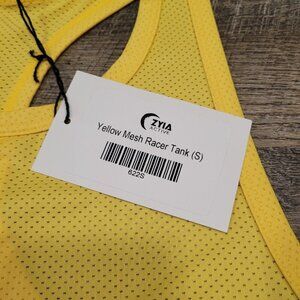 ZYIA
ACTIVE
Yellow Mesh Racer Tank (S)
622S